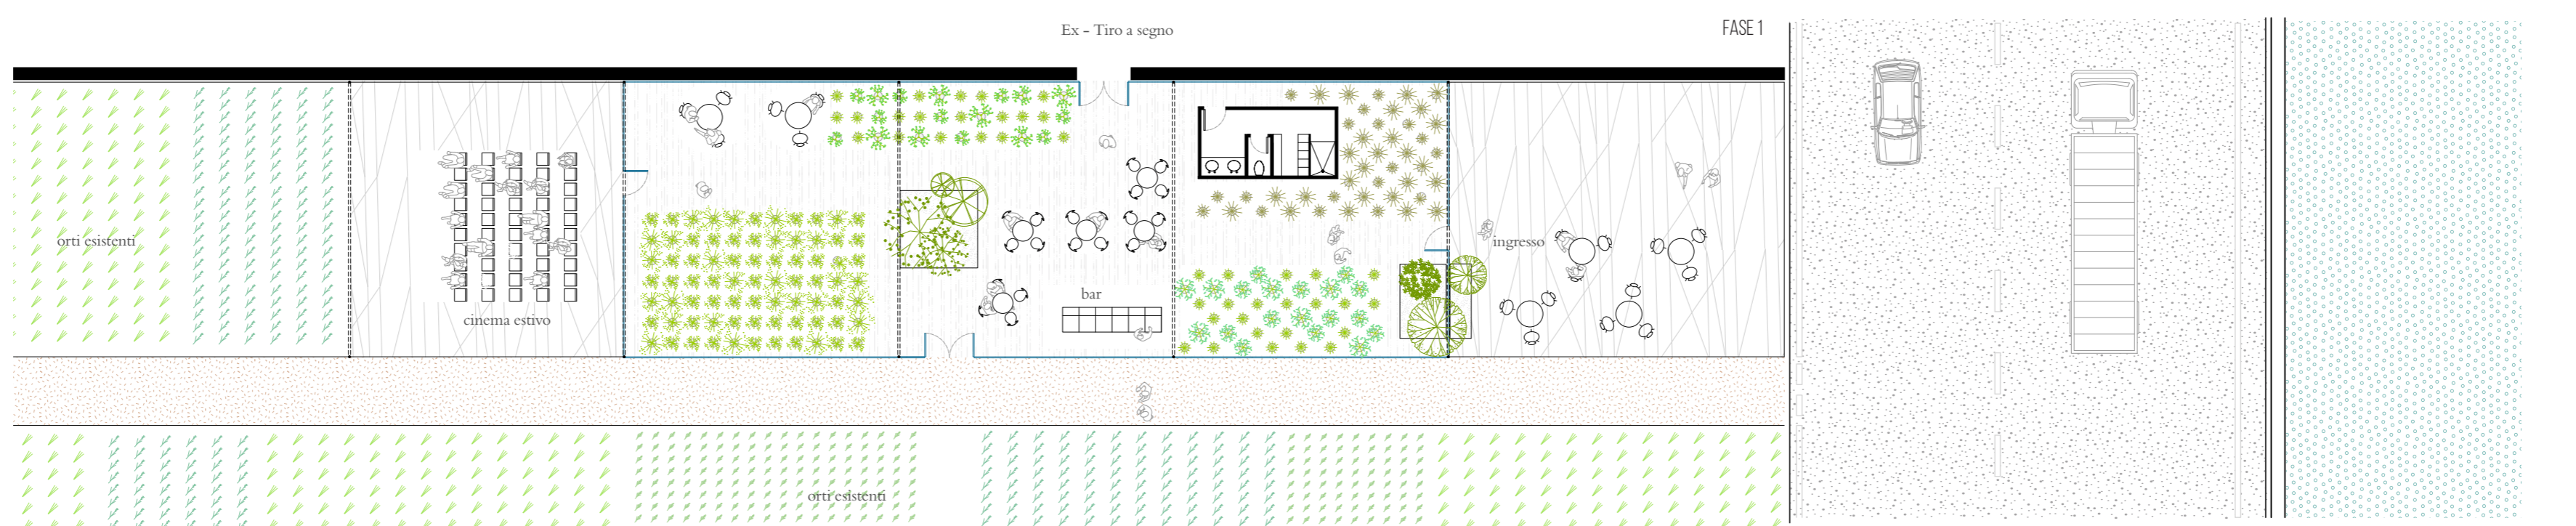 Ex - Tiro a segno
FASE 1
orti esistenti
ingresso
bar
cinema estivo
orti esistenti